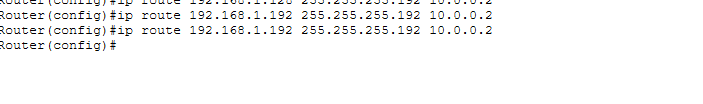 Router(config)#ip route 192.168.1.128 255.255.255.192 10.0.0.2
Router(config)#ip route 192.168.1.192 255.255.255.192 10.0.0.2
Router(config)#ip route 192.168.1.192 255.255.255.192 10.0.0.2
Router(config)#